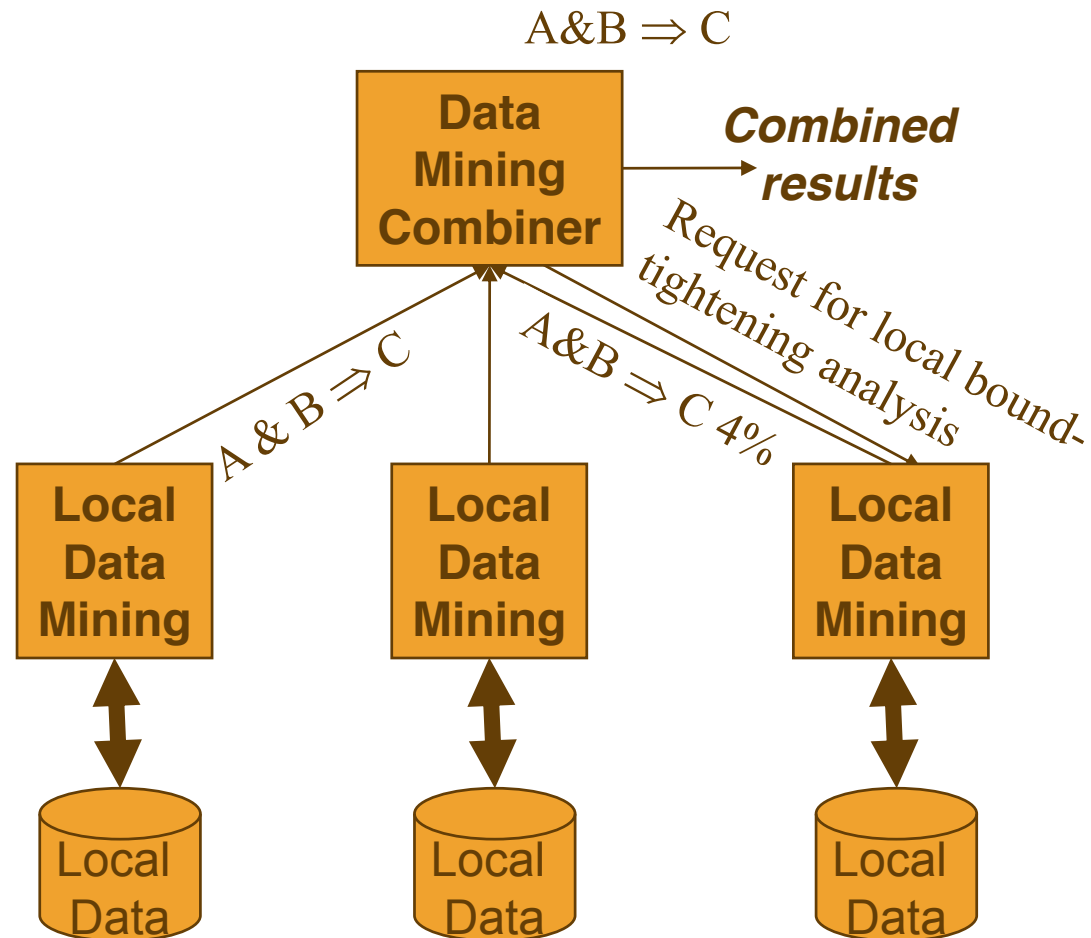 A&B ⇒ C
Data
Mining
Combiner
Combined
results
Request for local bound-
tightening analysis
A & B ⇒ C
A&B ⇒ C 4%
Local
Data
Mining
Local
Data
Mining
Local
Data
Mining
Local
Data
Local
Data
Local
Data